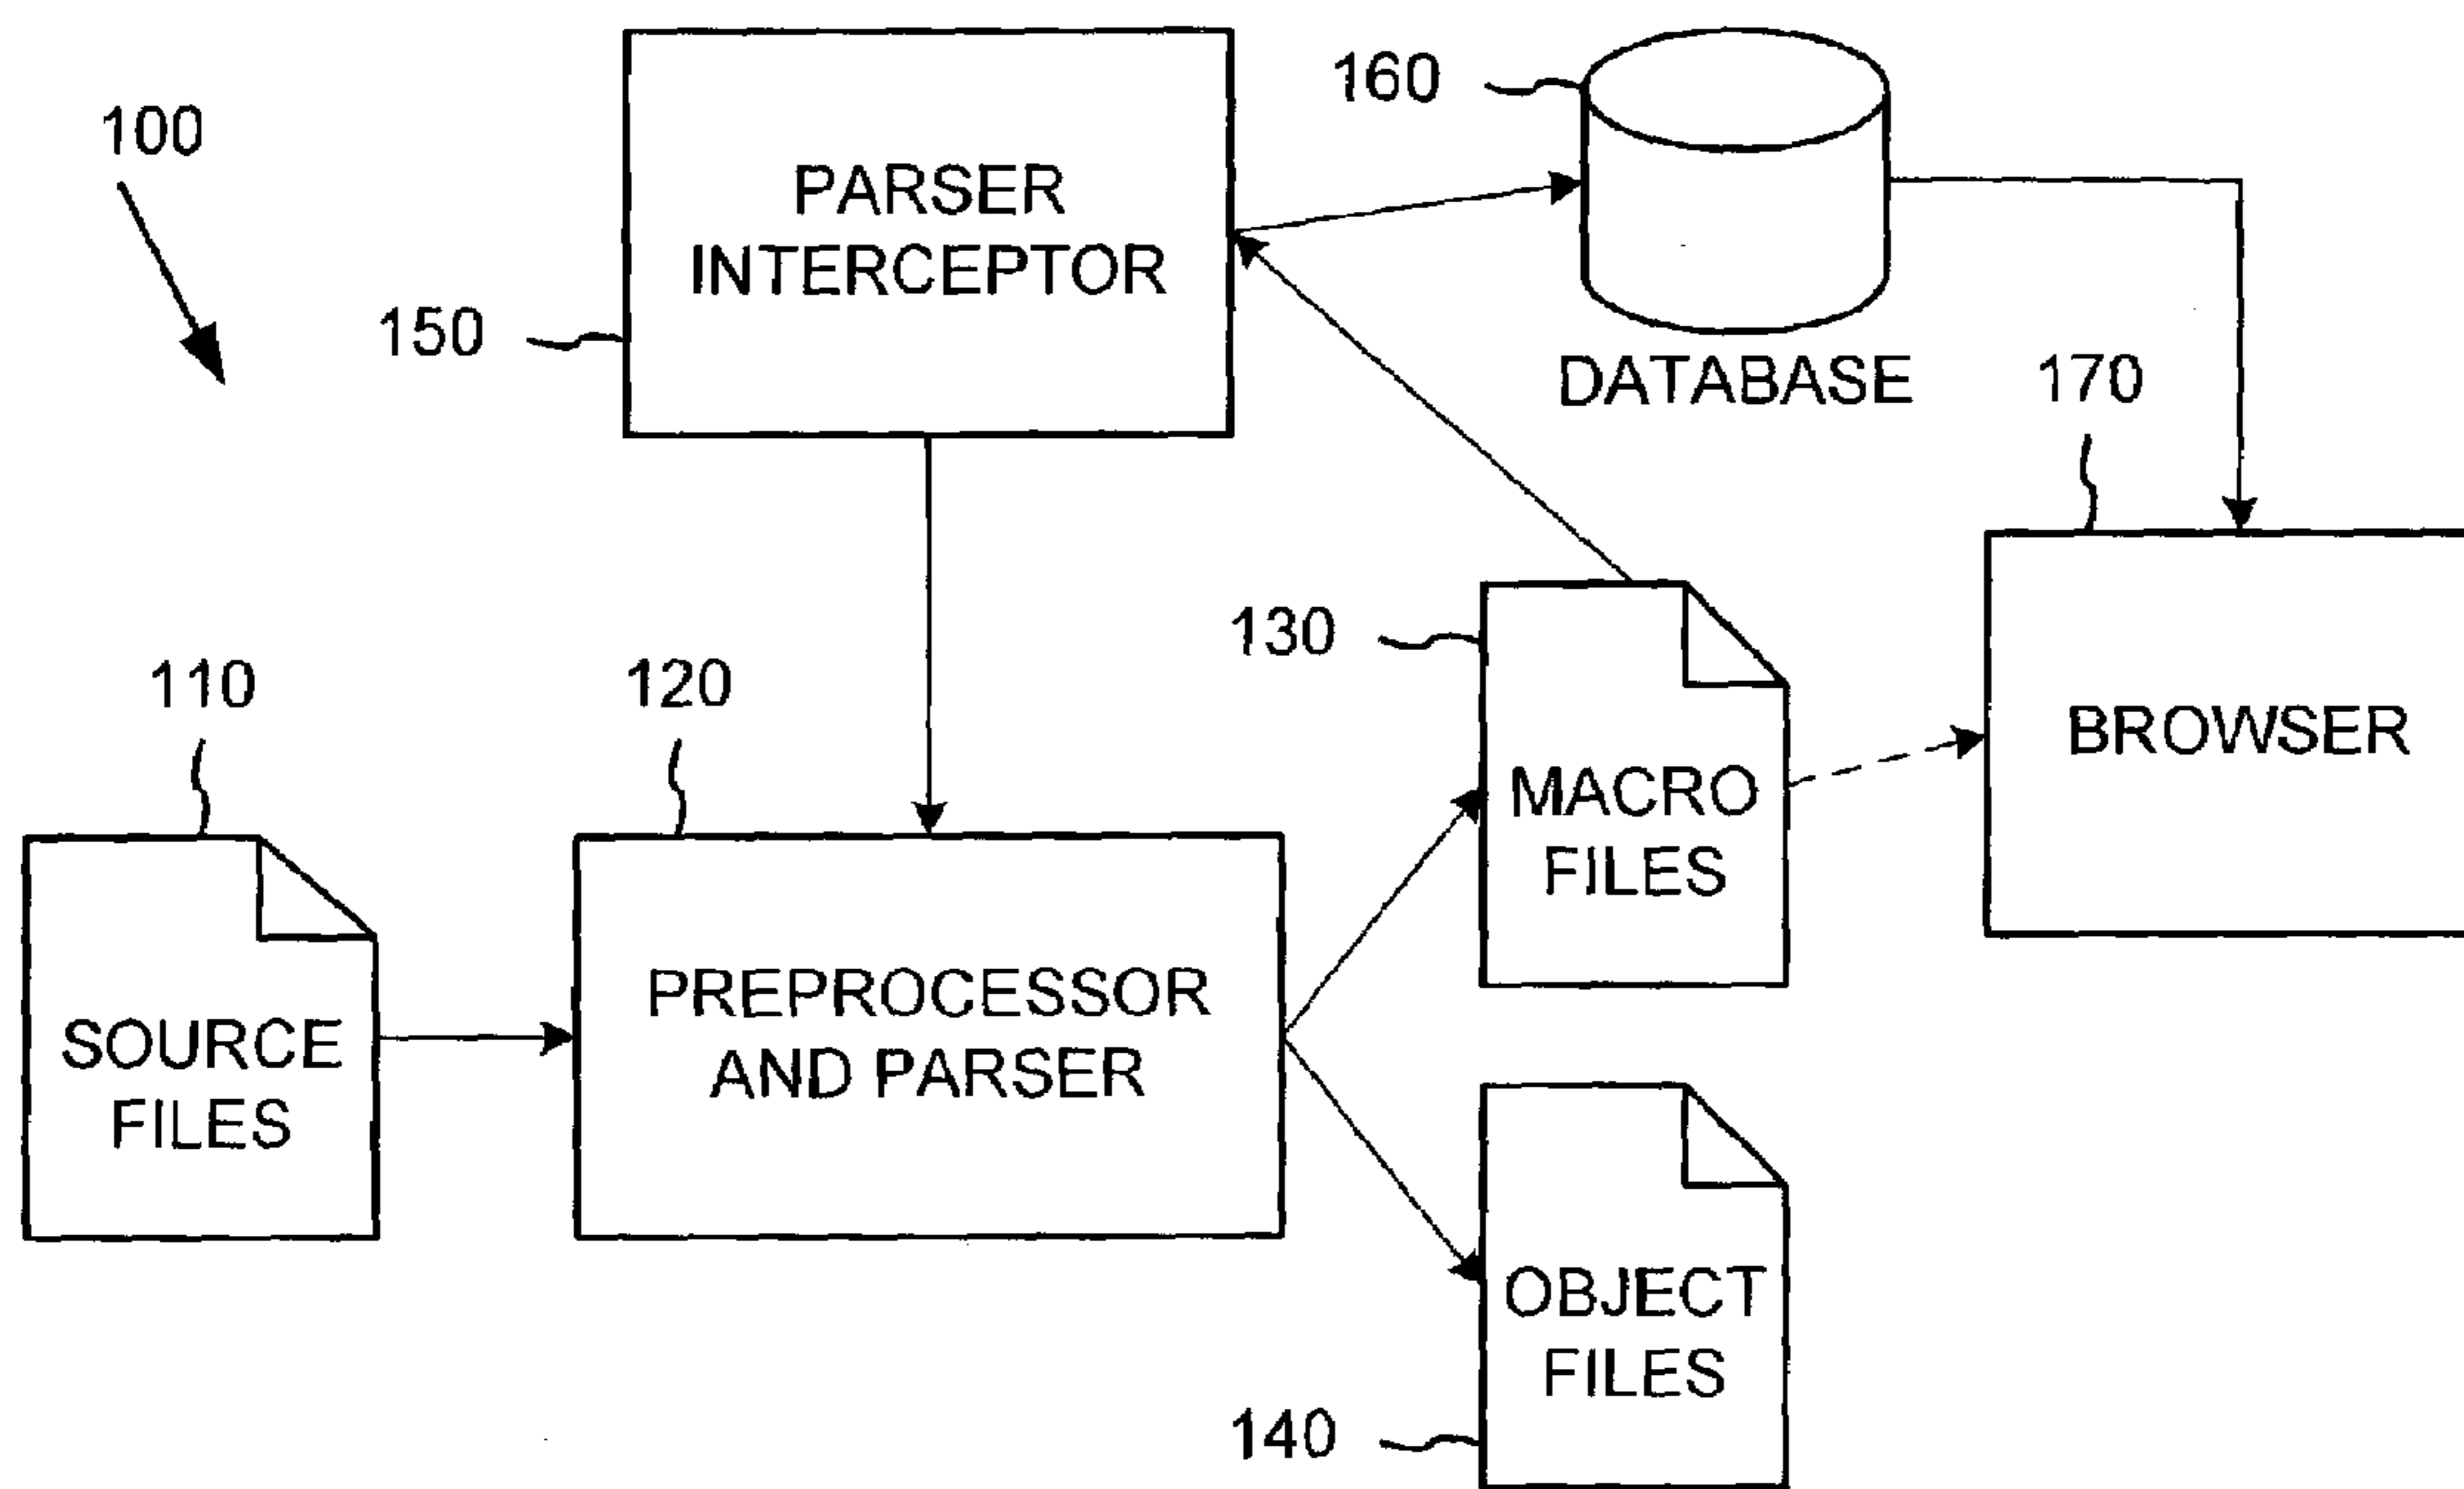 100
PARSER
INTERCEPTOR
150
160
DATABASE
170
110
120
130
BROWSER
MACRO
FILES
SOURCE
FILES
PREPROCESSOR
AND PARSER
OBJECT
FILES
140